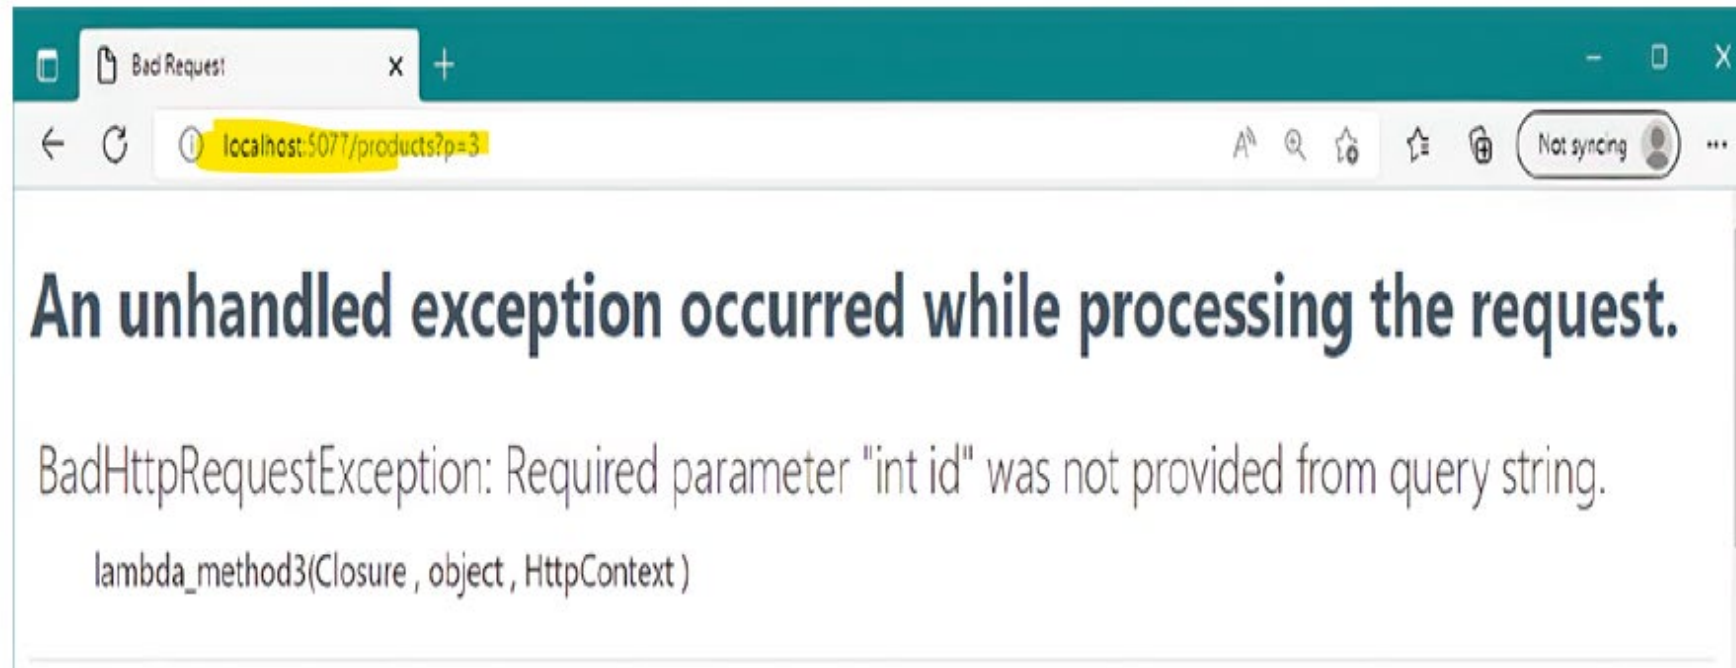 Bad Request
localhost:5077/products?p=3
Not syncing
An unhandled exception occurred while processing the request.
BadHttpRequestException: Required parameter "int id" was not provided from query string.
lambda_method3(Closure , object , HttpContext )